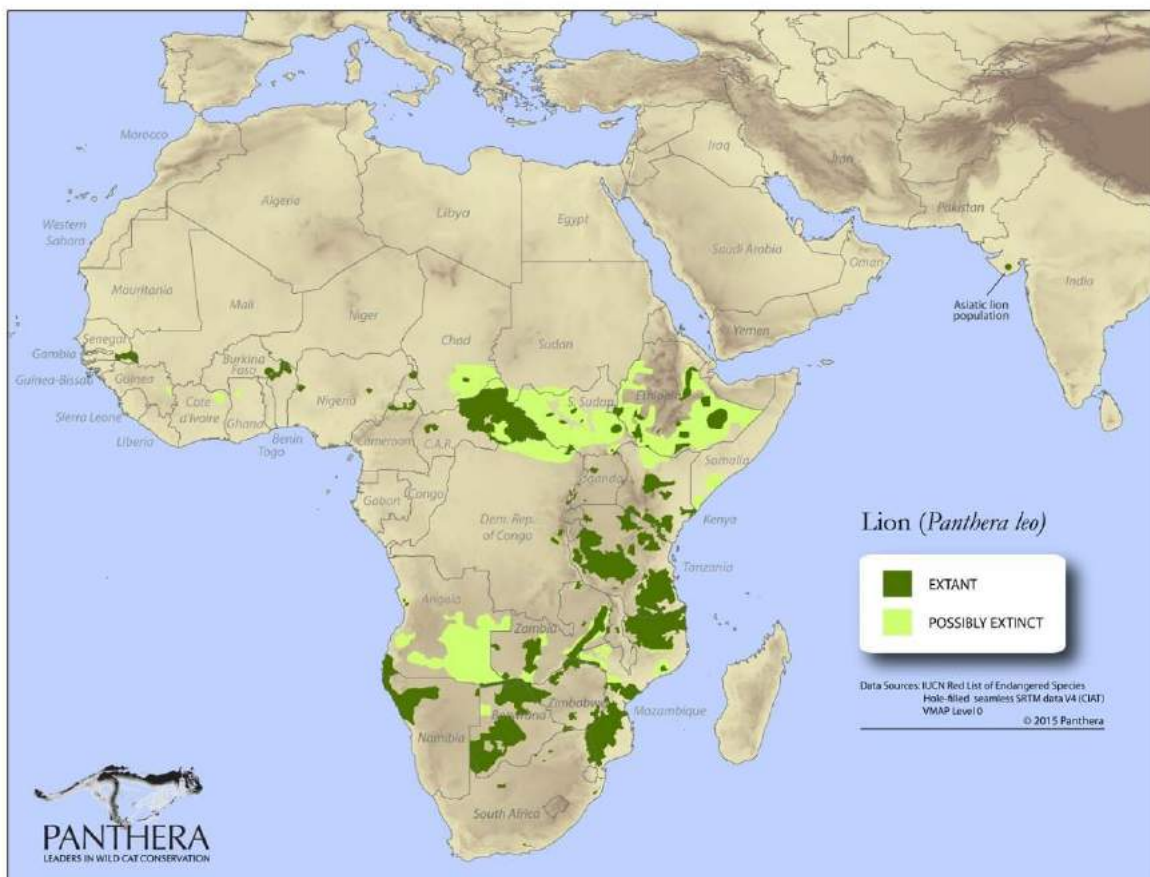 Morocco
Iraq
Iran
Algeria
Libya
Egypt
Pakistan
Western
Sahara
Saudi Arabia
Oman
India
Mauritania
Mali
Niger
Asiatic lion
population
Chad
Sudan
Yemen
Senegal
Gambia
Burkina
Faso
Guinea-Bissau
Guinea
Nigeria
S. Sudan
Ethiopia
Cote
d'Ivoire
Ghana
Sierra Leone
Liberia
Benin
Togo
Cameroon
C.A.R.
Somalia
Uganda
Gabon
Congo
Kenya
Dem. Rep.
of Congo
Tanzania
Angola
Zambia
Zimbabwe
Mozambique
Botswana
Namibia
South Africa
Lion (Panthera leo)
EXTANT
POSSIBLY EXTINCT
Data Sources: IUCN Red List of Endangered Species
Hole-filled seamless SRTM data V4 (CIAT)
VMAP Level 0
© 2015 Panthera
PANTHERA
LEADERS IN WILD CAT CONSERVATION